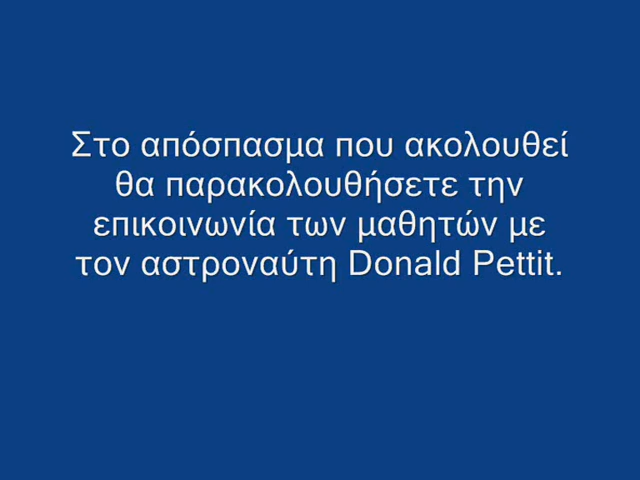 Στο απόσπασμα που ακολουθεί
θα παρακολουθήσετε την
επικοινωνία των μαθητών με
τον αστροναύτη Donald Pettit.